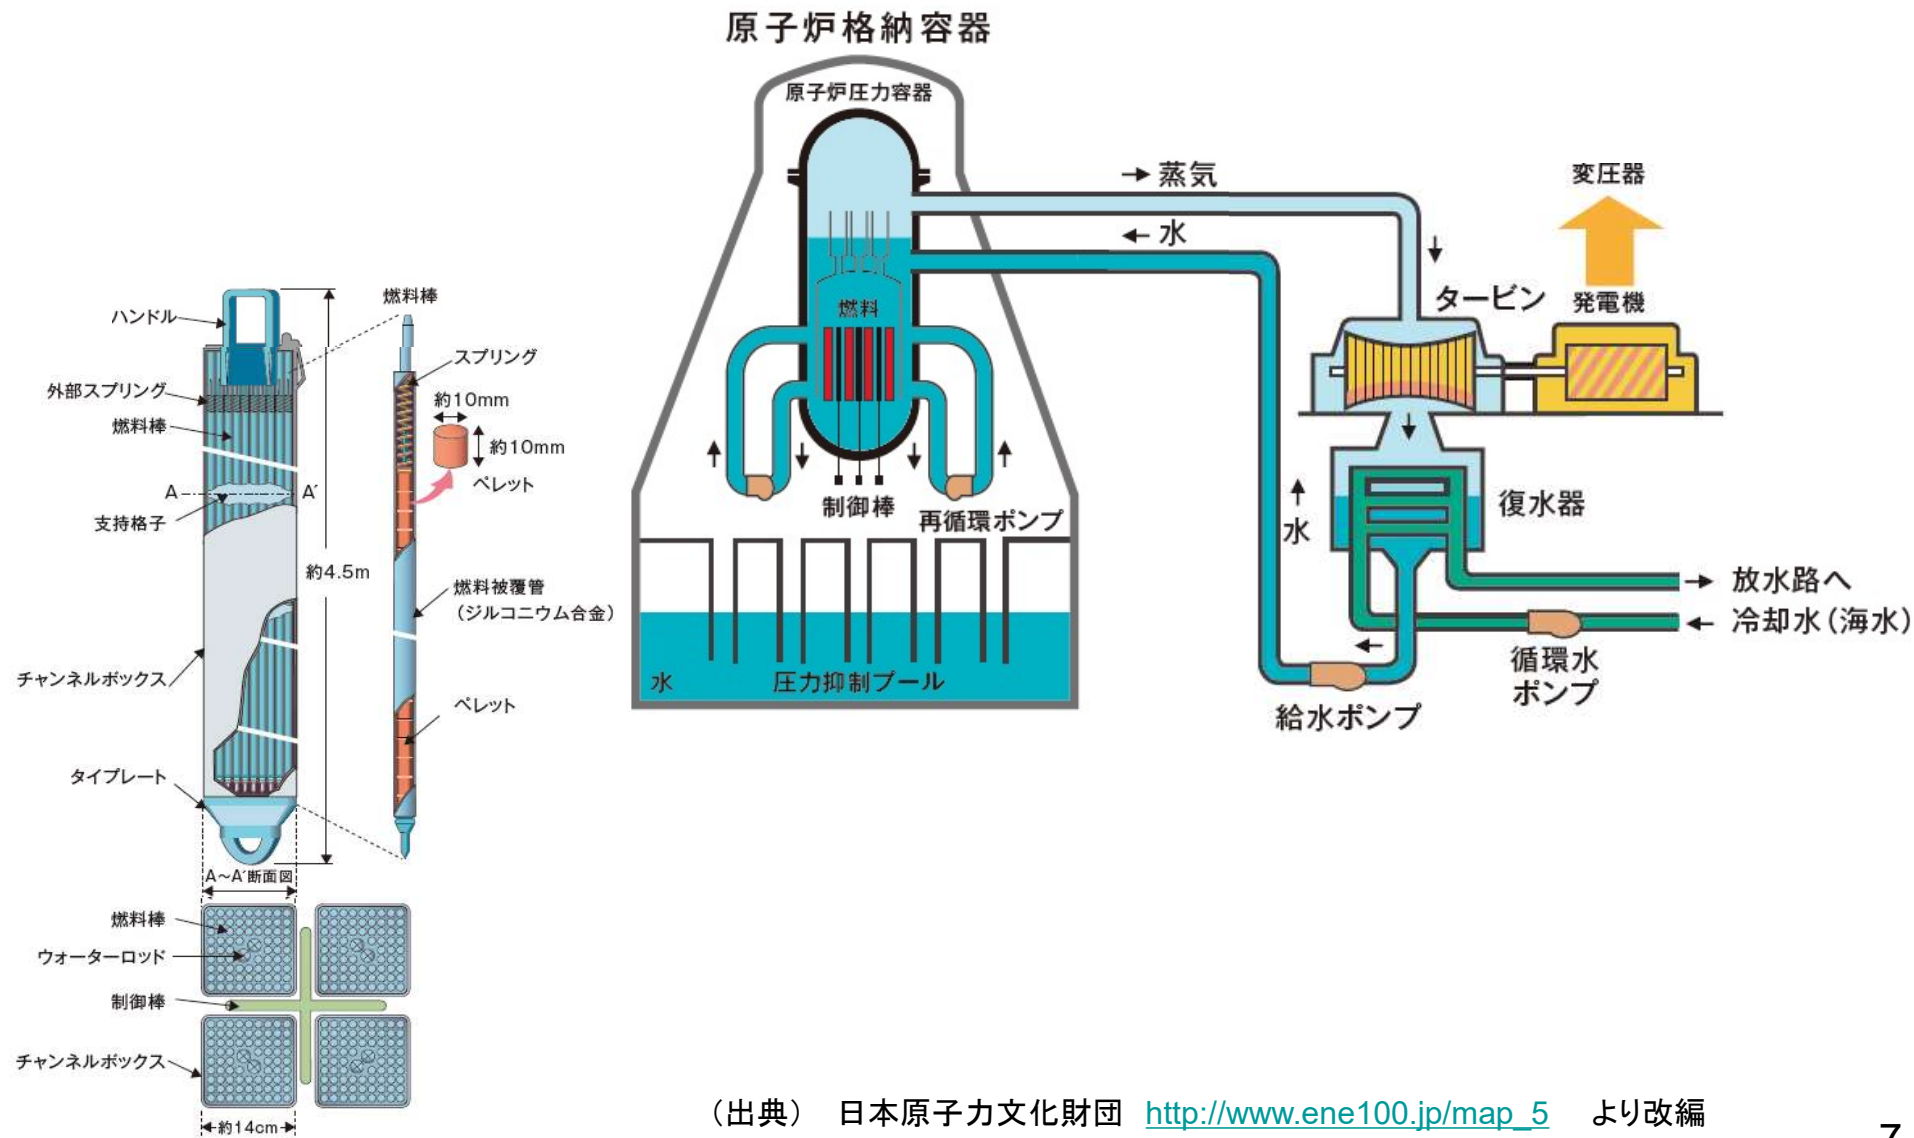 原子炉格納容器
原子炉圧力容器
→ 蒸気
← 水
変圧器
タービン
発電機
燃料
制御棒
再循環ポンプ
水
圧力抑制プール
水
復水器
→ 放水路へ
← 冷却水(海水)
循環水
ポンプ
給水ポンプ
ハンドル
外部スプリング
燃料棒
A
A´
支持格子
約4.5m
チャンネルボックス
タイプレート
燃料棒
スプリング
約10mm
約10mm
ペレット
燃料被覆管
(ジルコニウム合金)
ペレット
A~A´断面図
燃料棒
ウォーターロッド
制御棒
チャンネルボックス
約14cm
(出典) 日本原子力文化財団 http://www.ene100.jp/map_5 より改編
7